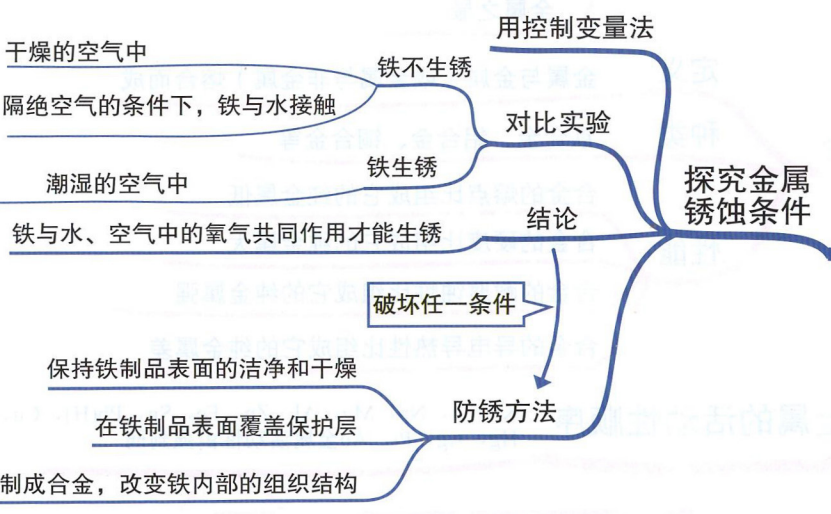 用控制变量法
干燥的空气中
铁不生锈
隔绝空气的条件下，铁与水接触
对比实验
铁生锈
潮湿的空气中
探究金属
锈蚀条件
结论
铁与水、空气中的氧气共同作用才能生锈
破坏任一条件
保持铁制品表面的洁净和干燥
防锈方法
在铁制品表面覆盖保护层
制成合金，改变铁内部的组织结构